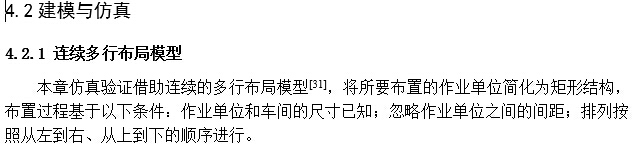 4.2 建模与仿真
4.2.1 连续多行布局模型
本章仿真验证借助连续的多行布局模型[31]，将所要布置的作业单位简化为矩形结构，
布置过程基于以下条件：作业单位和车间的尺寸已知；忽略作业单位之间的间距；排列按
照从左到右、从上到下的顺序进行。